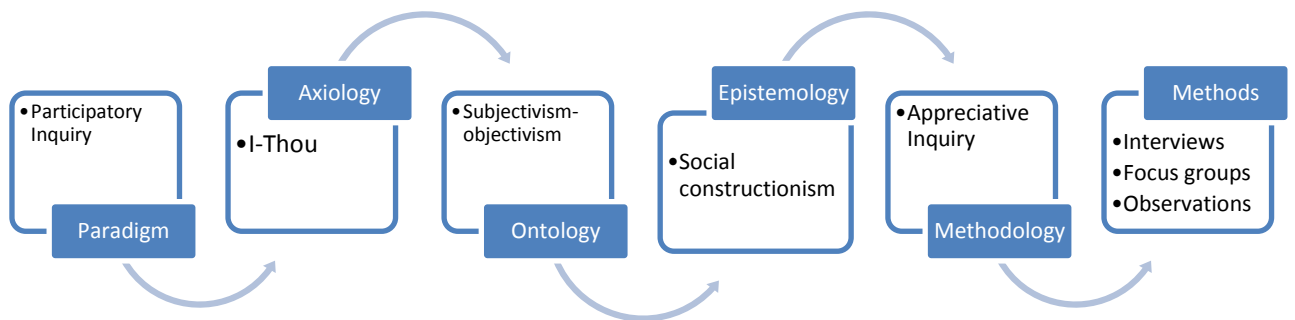 •Participatory
Inquiry
Paradigm
Axiology
•I-Thou
•Subjectivism-
objectivism
Ontology
Epistemology
•Social
constructionism
•Appreciative
Inquiry
Methodology
Methods
•Interviews
•Focus groups
•Observations